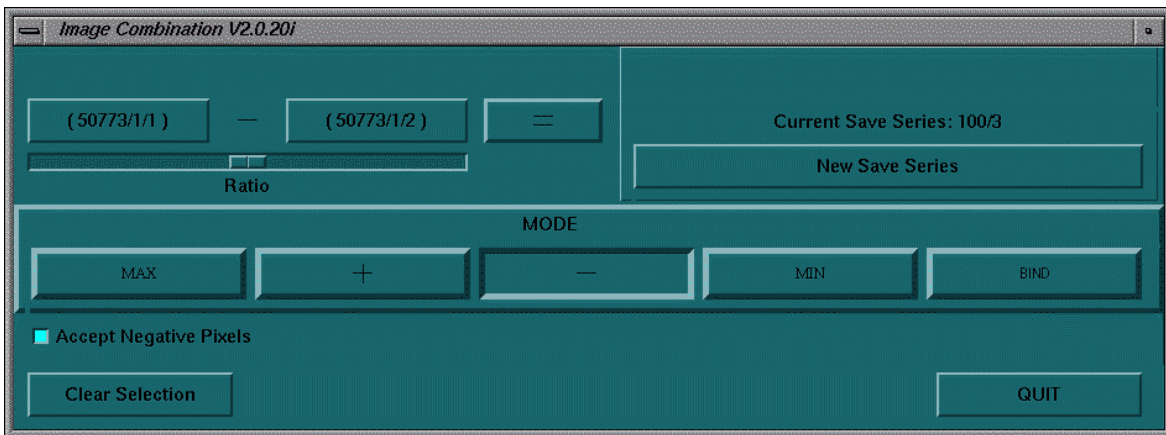 Image Combination V2.0.20i
( 50773/1/1 ) — ( 50773/1/2 ) =
Ratio
Current Save Series: 100/3
New Save Series
MODE
MAX + — MIN BIND
Accept Negative Pixels
Clear Selection QUIT